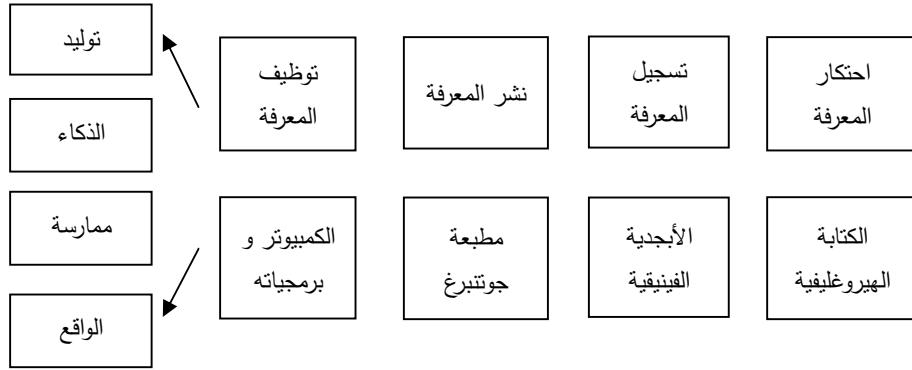 احتكار
المعرفة
تسجيل
المعرفة
نشر المعرفة
توظيف
المعرفة
توليد
الذكاء
الكتابة
الهيروغليفية
الأبجدية
الفينيقية
مطبعة
جوتنبرغ
الكمبيوتر و
برمجياته
ممارسة
الواقع